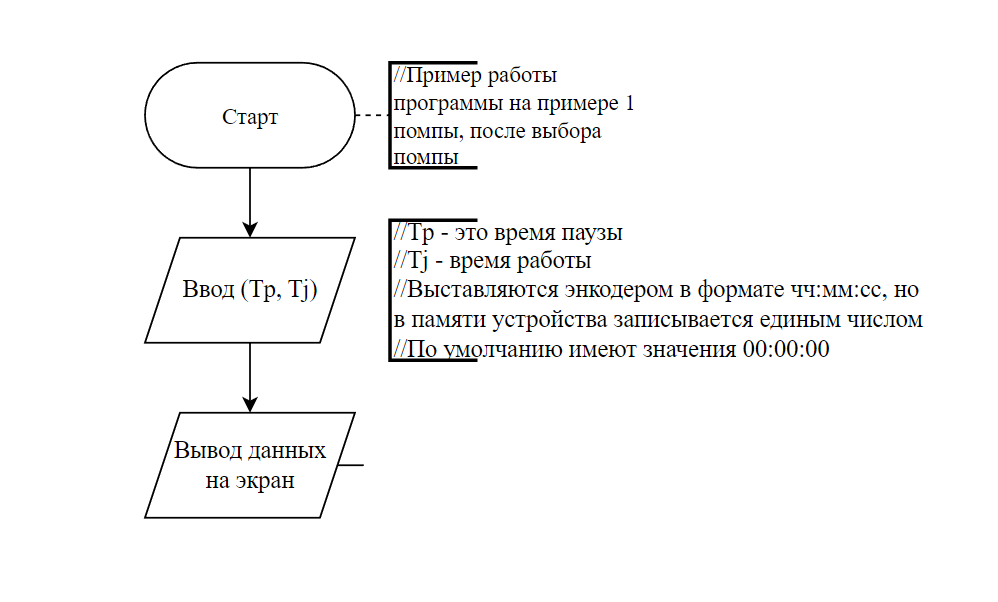 Старт
//Пример работы
программы на примере 1
помпы, после выбора
помпы
Ввод (Tp, Tj)
//Tp - это время паузы
//Tj - время работы
//Выставляются энкодером в формате чч:мм:сс, но
в памяти устройства записывается единым числом
//По умолчанию имеют значения 00:00:00
Вывод данных
на экран